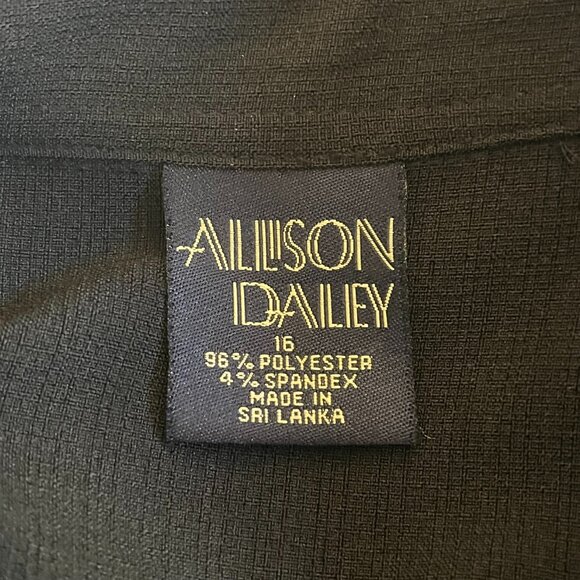 ALLISON
DALEY
16
96% POLYESTER
4% SPANDEX
MADE IN
SRI LANKA